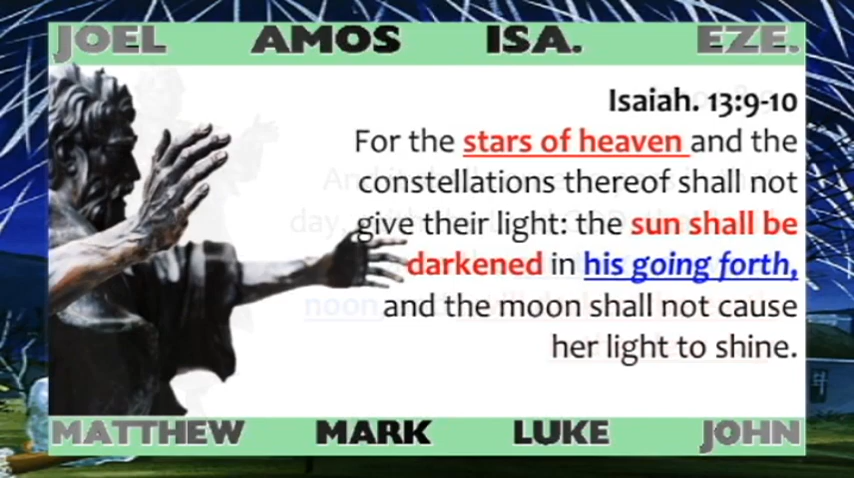 JOEL AMOS ISA. EZE.
Isaiah. 13:9-10
For the stars of heaven and the
constellations thereof shall not
give their light: the sun shall be
darkened in his going forth,
and the moon shall not cause
her light to shine.
noon
MATTHEW MARK LUKE JOHN